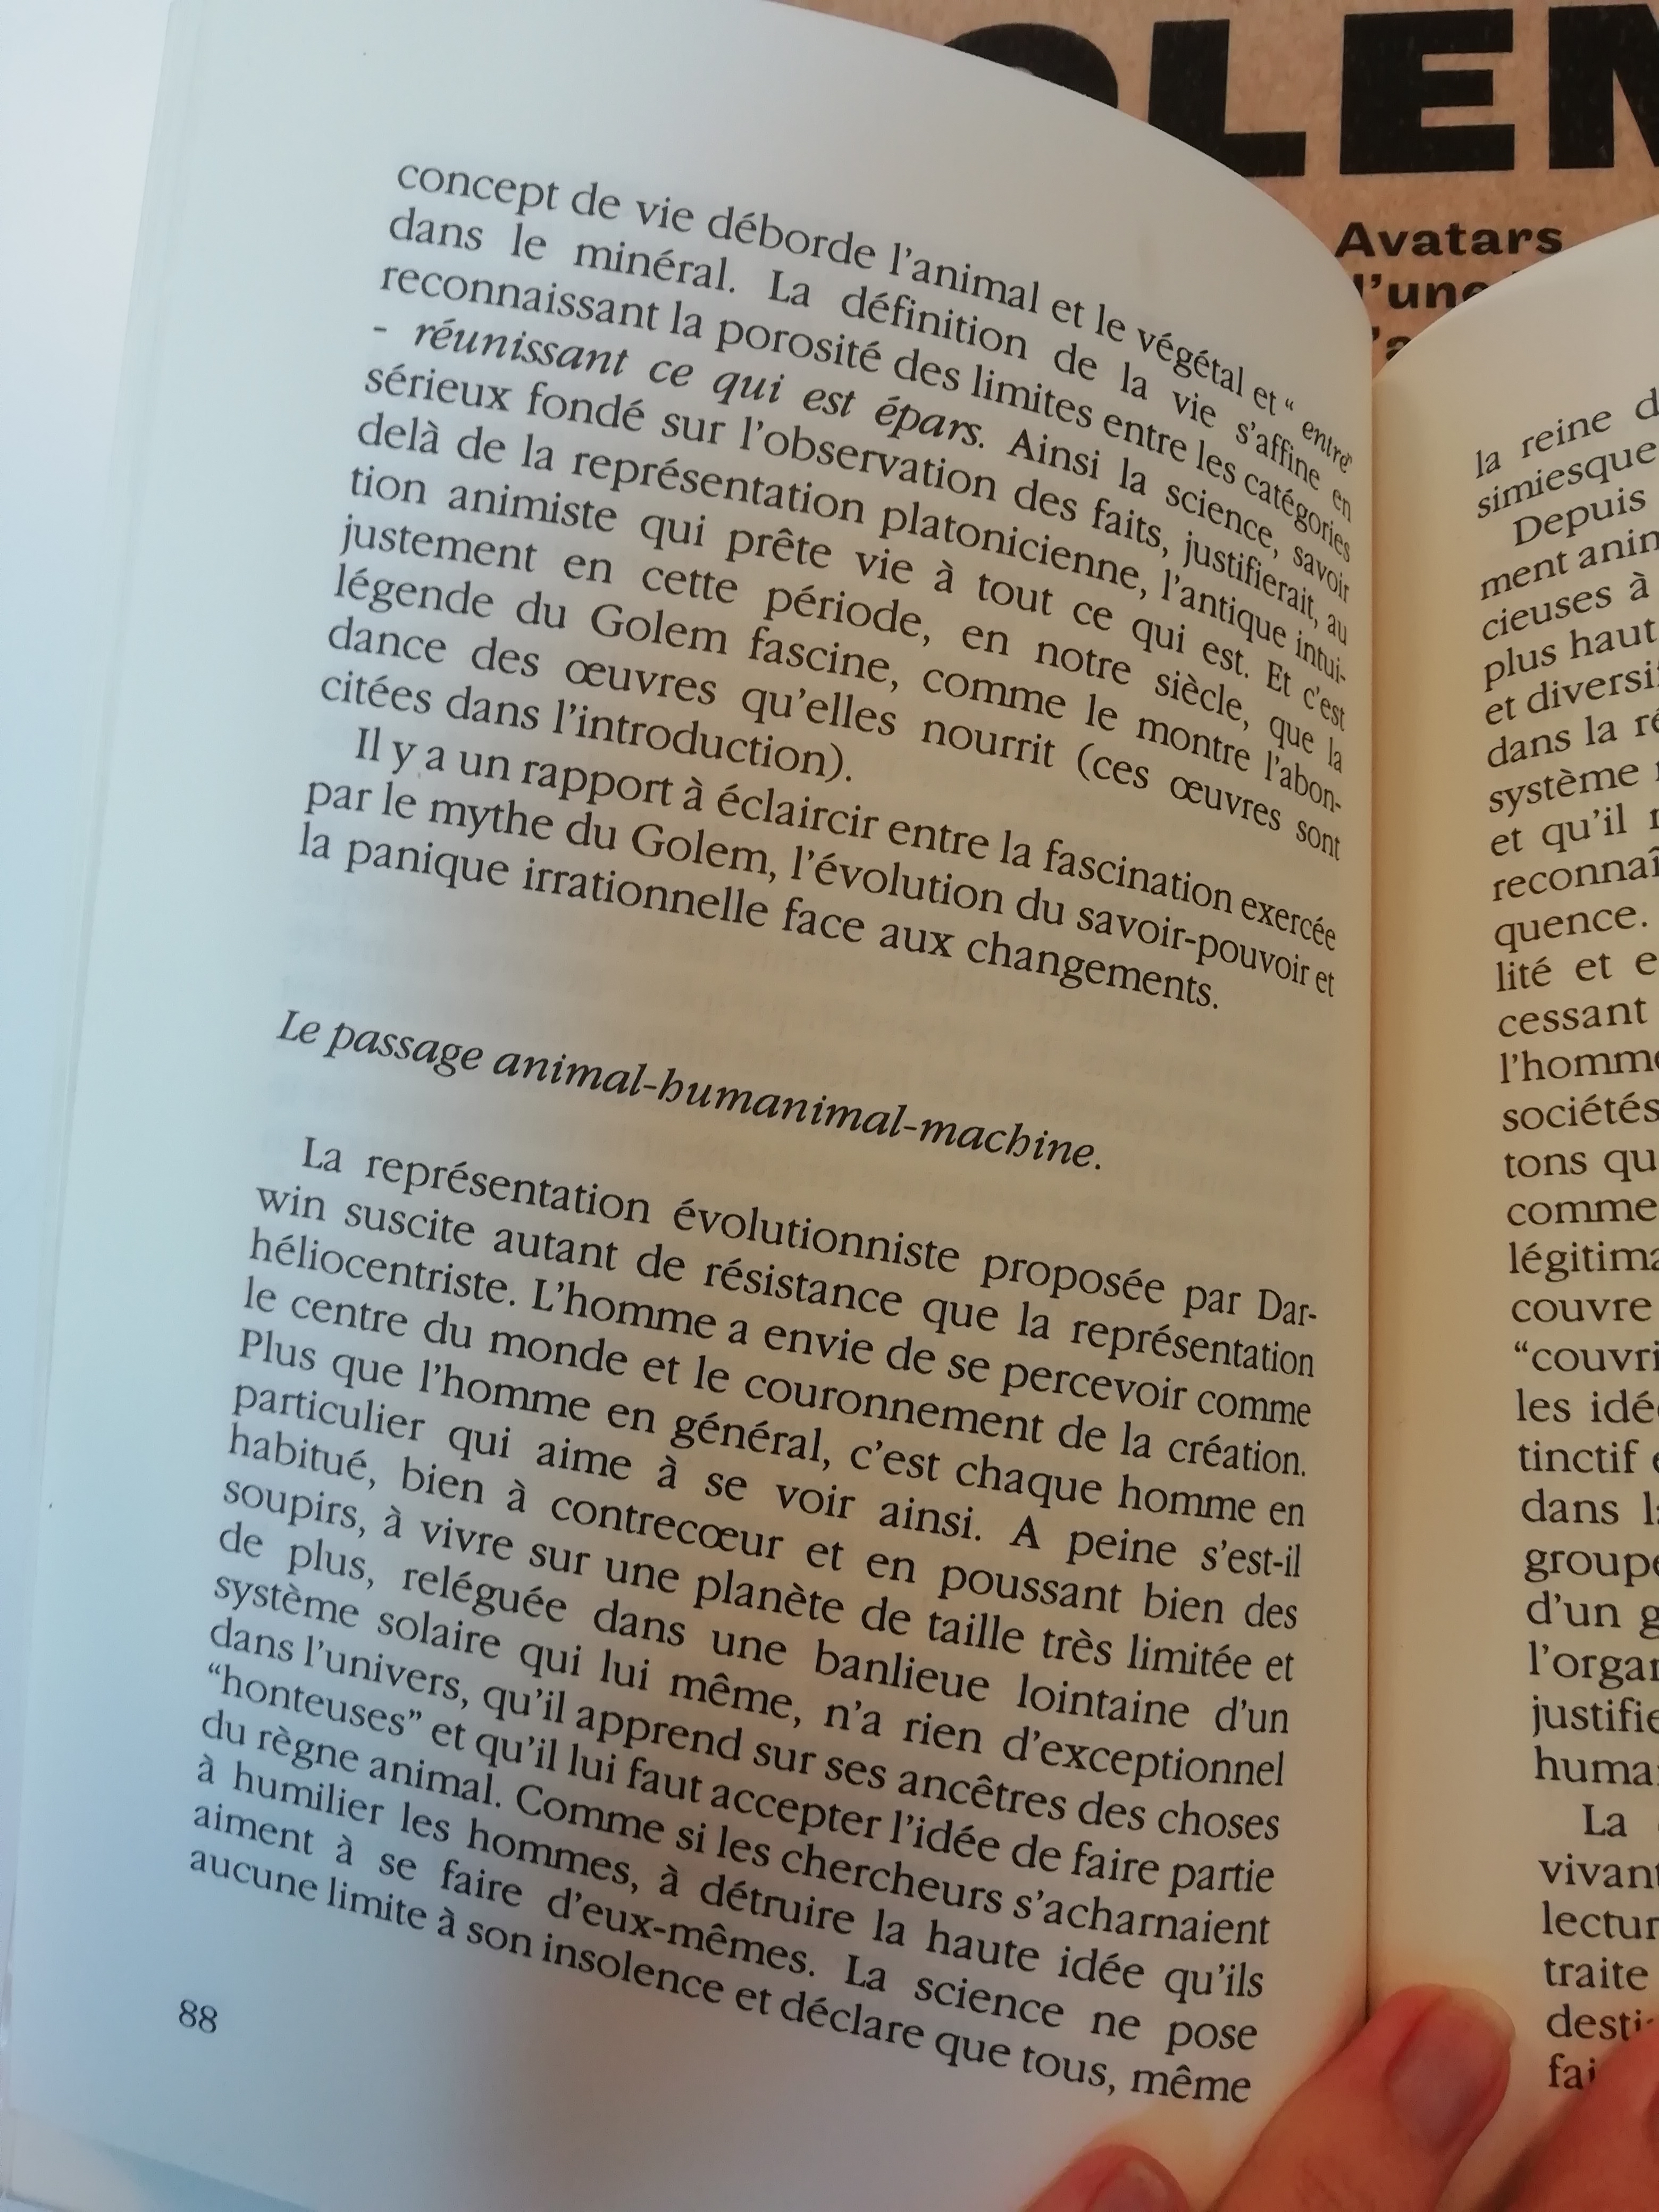 concept de vie déborde l'animal et le végétal et “ entre”
dans le minéral. La définition de la vie s'affine en
reconnaissant la porosité des limites entre les catégories
- réunissant ce qui est épars. Ainsi la science, savoir
sérieux fondé sur l'observation des faits, justifierait, au
delà de la représentation platonicienne, l'antique intui-
tion animiste qui prête vie à tout ce qui est. Et c'est
justement en cette période, en notre siècle, que la
légende du Golem fascine, comme le montre l'abon-
dance des œuvres qu'elles nourrit (ces œuvres sont
citées dans l'introduction).
Il y a un rapport à éclaircir entre la fascination exercée
par le mythe du Golem, l'évolution du savoir-pouvoir et
la panique irrationnelle face aux changements.
Le passage animal-humanimal-machine.
La représentation évolutionniste proposée par Dar-
win suscite autant de résistance que la représentation
héliocentriste. L'homme a envie de se percevoir comme
le centre du monde et le couronnement de la création.
Plus que l'homme en général, c'est chaque homme en
particulier qui aime à se voir ainsi. A peine s'est-il
habitué, bien à contrecœur et en poussant bien des
soupirs, à vivre sur une planète de taille très limitée et
de plus, reléguée dans une banlieue lointaine d'un
système solaire qui lui même, n'a rien d'exceptionnel
dans l'univers, qu'il apprend sur ses ancêtres des choses
“honteuses” et qu'il lui faut accepter l'idée de faire partie
du règne animal. Comme si les chercheurs s'acharnaient
à humilier les hommes, à détruire la haute idée qu'ils
aiment à se faire d'eux-mêmes. La science ne pose
aucune limite à son insolence et déclare que tous, même
88
OLEM
Avatars
d'une
la reine d
simiesque
Depuis
ment anim
cieuses à
plus haut
et diversif
dans la ré
système
et qu'il
reconnaî
quence.
lité et e
cessant
l'homme
sociétés
tons qu
comme
légitima
couvre
“couvri
les idé
tinctif
dans l
groupe
d'un g
l'organ
justifie
huma
La
vivant
lectur
traite
desti
fai